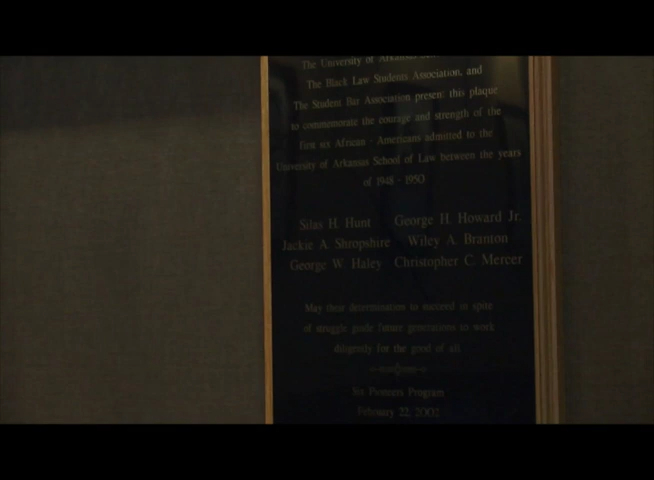 The University of Arkansas
The Black Law Students Association, and
The Student Bar Association present this plaque
to commemorate the courage and strength of the
first six African - Americans admitted to the
University of Arkansas School of Law between the years
of 1948 - 1950
Silas H. Hunt George H. Howard Jr.
Jackie A. Shropshire Wiley A. Branton
George W. Haley Christopher C. Mercer
May their determination to succeed in spite
of struggle guide future generations to work
diligently for the good of all.
Six Pioneers Program
February 22, 2002